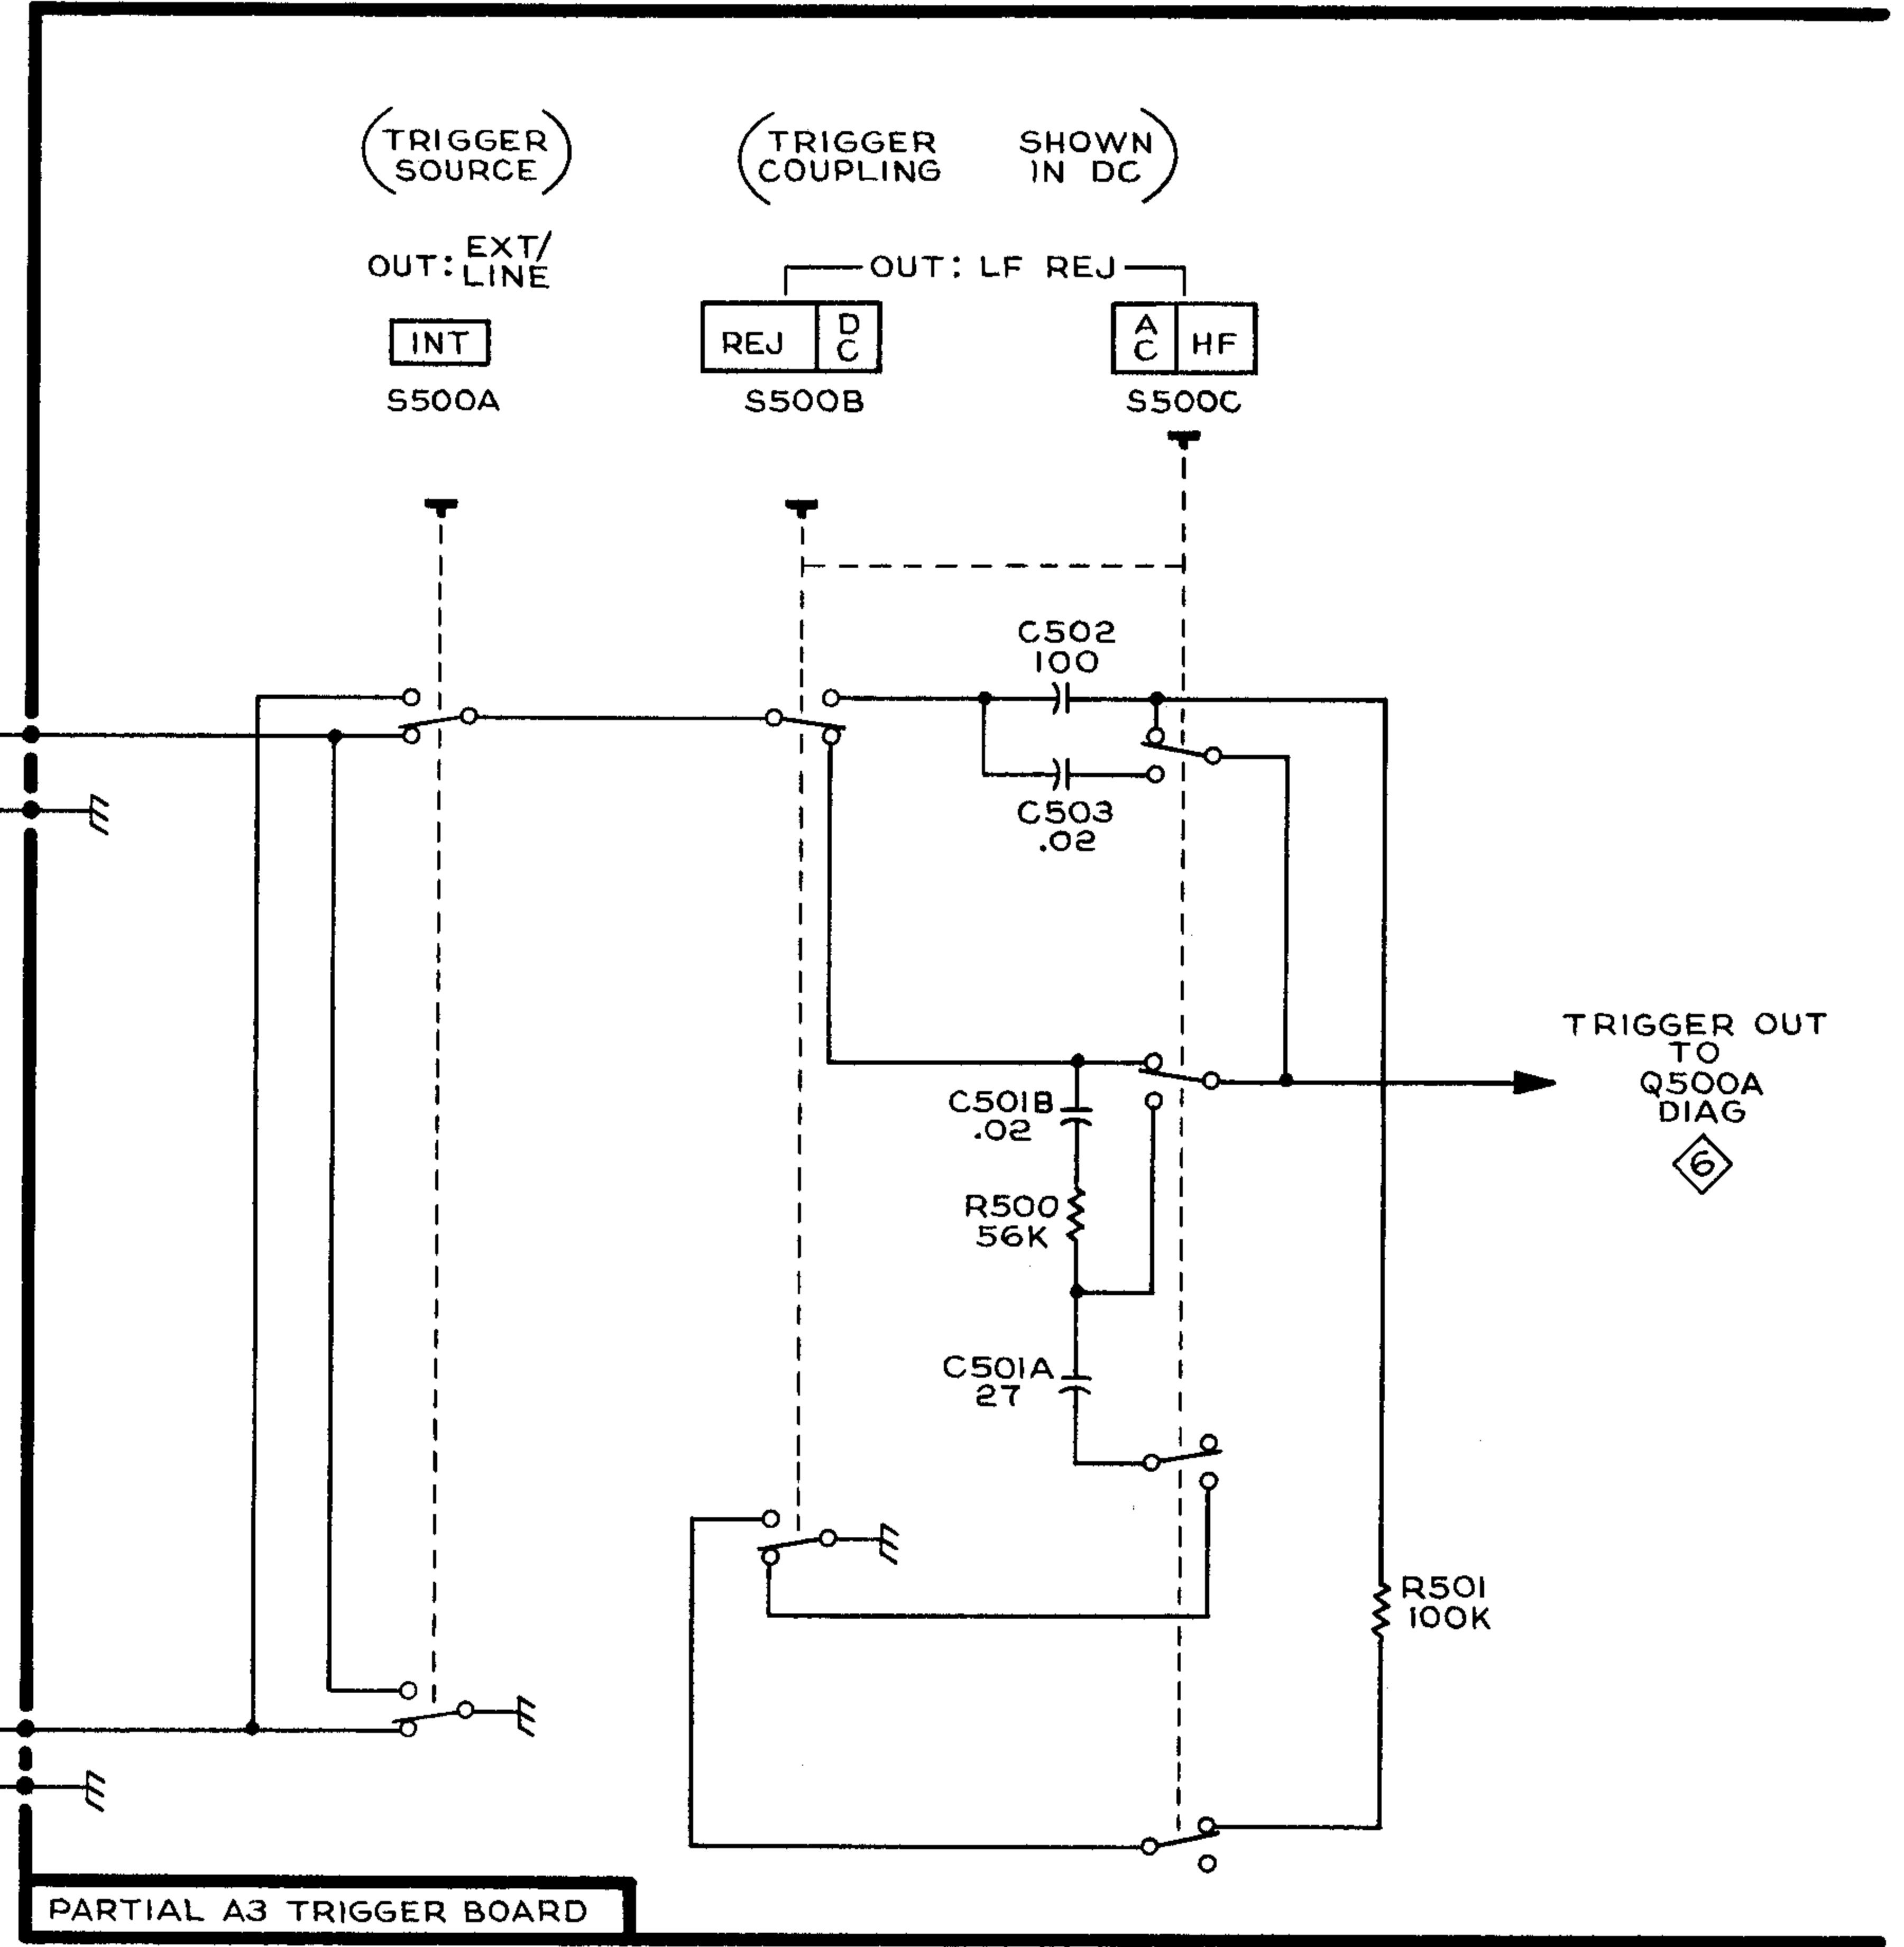 TRIGGER
SOURCE
TRIGGER SHOWN
COUPLING IN DC
OUT: EXT/
LINE
OUT: LF REJ
INT
REJ
D
C
A
C
HF
S500A
S500B
S500C
C502
100
C503
.02
TRIGGER OUT
TO
Q500A
DIAG
6
C501B
.02
R500
56K
C501A
27
R501
100K
PARTIAL A3 TRIGGER BOARD